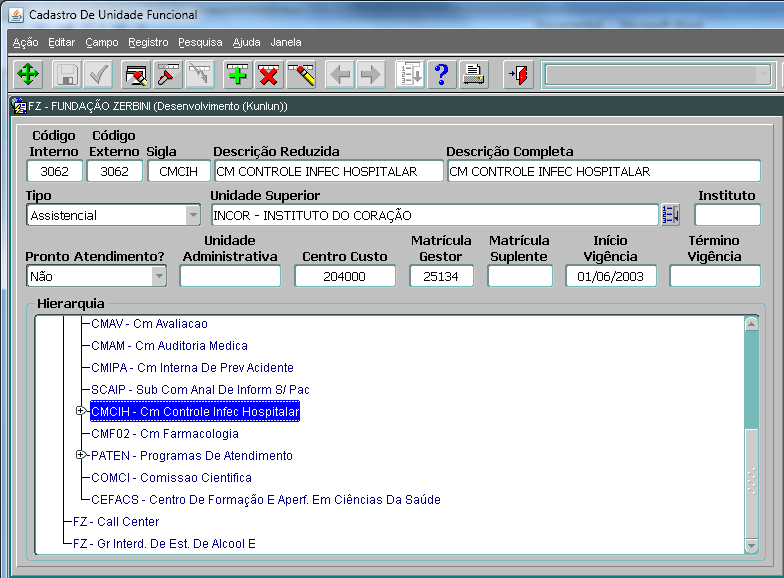 Cadastro De Unidade Funcional
Ação Editar Campo Registro Pesquisa Ajuda Janela
FZ - FUNDAÇÃO ZERBINI (Desenvolvimento (Kunlun))
Código Interno Código Externo Sigla Descrição Reduzida Descrição Completa
3062 3062 CMCIH CM CONTROLE INFEC HOSPITALAR CM CONTROLE INFEC HOSPITALAR
Tipo Unidade Superior Instituto
Assistencial INCOR - INSTITUTO DO CORAÇÃO
Pronto Atendimento? Unidade Administrativa Centro Custo Matrícula Gestor Matrícula Suplente Início Vigência Término Vigência
Não 204000 25134 01/06/2003
Hierarquia
CMAV - Cm Avaliacao
CMAM - Cm Auditoria Medica
CMIPA - Cm Interna De Prev Acidente
SCAIP - Sub Com Anal De Inform S/ Pac
CMCIH - Cm Controle Infec Hospitalar
CMF02 - Cm Farmacologia
PATEN - Programas De Atendimento
COMCI - Comissao Cientifica
CEFACS - Centro De Formação E Aperf. Em Ciências Da Saúde
FZ - Call Center
FZ - Gr Interd. De Est. De Alcool E